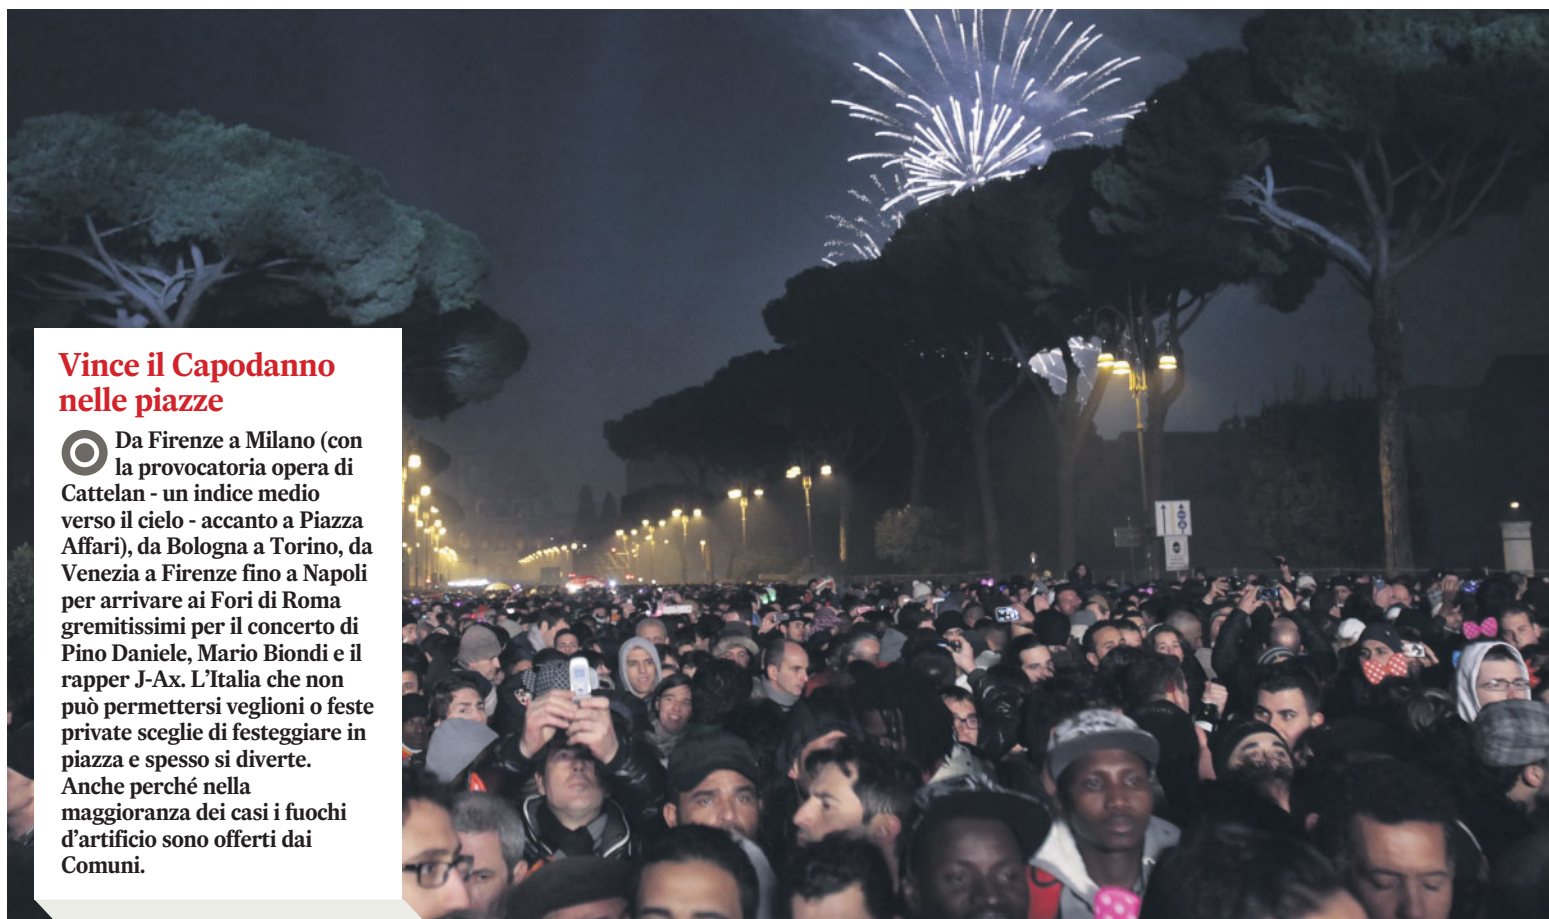 Vince il Capodanno
nelle piazze
Da Firenze a Milano (con
la provocatoria opera di
Cattelan - un indice medio
verso il cielo - accanto a Piazza
Affari), da Bologna a Torino, da
Venezia a Firenze fino a Napoli
per arrivare ai Fori di Roma
gremitissimi per il concerto di
Pino Daniele, Mario Biondi e il
rapper J-Ax. L’Italia che non
può permettersi veglioni o feste
private sceglie di festeggiare in
piazza e spesso si diverte.
Anche perché nella
maggioranza dei casi i fuochi
d’artificio sono offerti dai
Comuni.